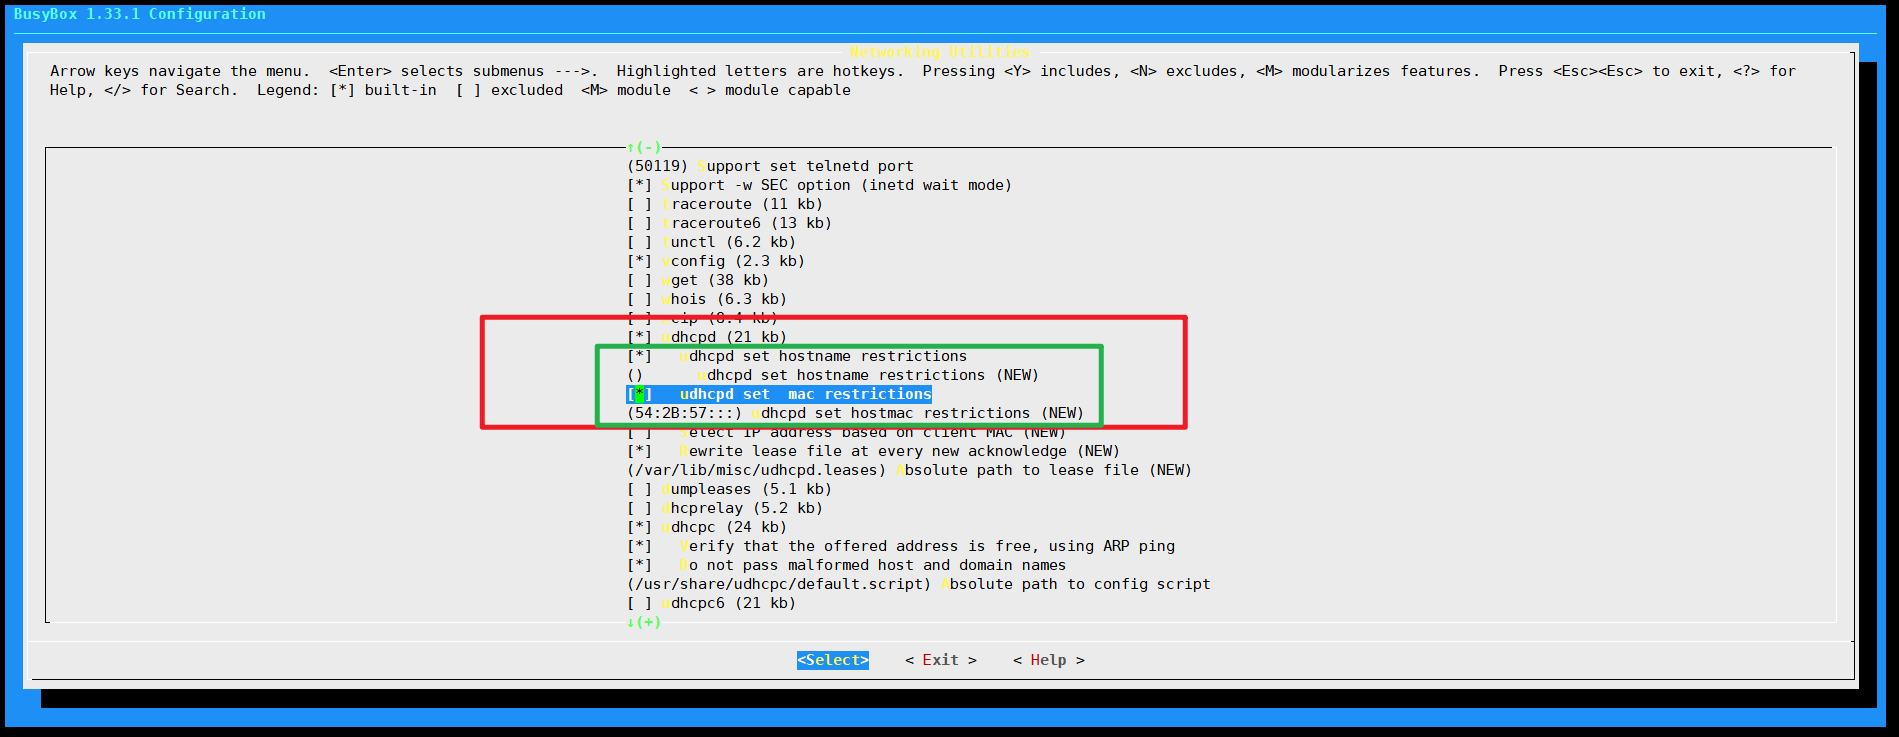 BusyBox 1.33.1 Configuration
Networking Utilities
Arrow keys navigate the menu.  <Enter> selects submenus --->.  Highlighted letters are hotkeys.  Pressing <Y> includes, <N> excludes, <M> modularizes features.  Press <Esc><Esc> to exit, <?> for
Help, </> for Search.  Legend: [*] built-in  [ ] excluded  <M> module  < > module capable
↑(-)
(50119) Support set telnetd port
[*] Support -w SEC option (inetd wait mode)
[ ] traceroute (11 kb)
[ ] traceroute6 (13 kb)
[ ] tunctl (6.2 kb)
[*] vconfig (2.3 kb)
[ ] wget (38 kb)
[ ] whois (6.3 kb)
[ ] zcip (8.4 kb)
[*] udhcpd (21 kb)
[*]   udhcpd set hostname restrictions
()      udhcpd set hostname restrictions (NEW)
[*]   udhcpd set  mac restrictions
(54:2B:57:::) udhcpd set hostmac restrictions (NEW)
[ ]   Select IP address based on client MAC (NEW)
[*]   Rewrite lease file at every new acknowledge (NEW)
(/var/lib/misc/udhcpd.leases) Absolute path to lease file (NEW)
[ ] dumpleases (5.1 kb)
[ ] dhcprelay (5.2 kb)
[*] udhcpc (24 kb)
[*]   Verify that the offered address is free, using ARP ping
[*]   Do not pass malformed host and domain names
(/usr/share/udhcpc/default.script) Absolute path to config script
[ ] udhcpc6 (21 kb)
↓(+)
<Select>    < Exit >    < Help >